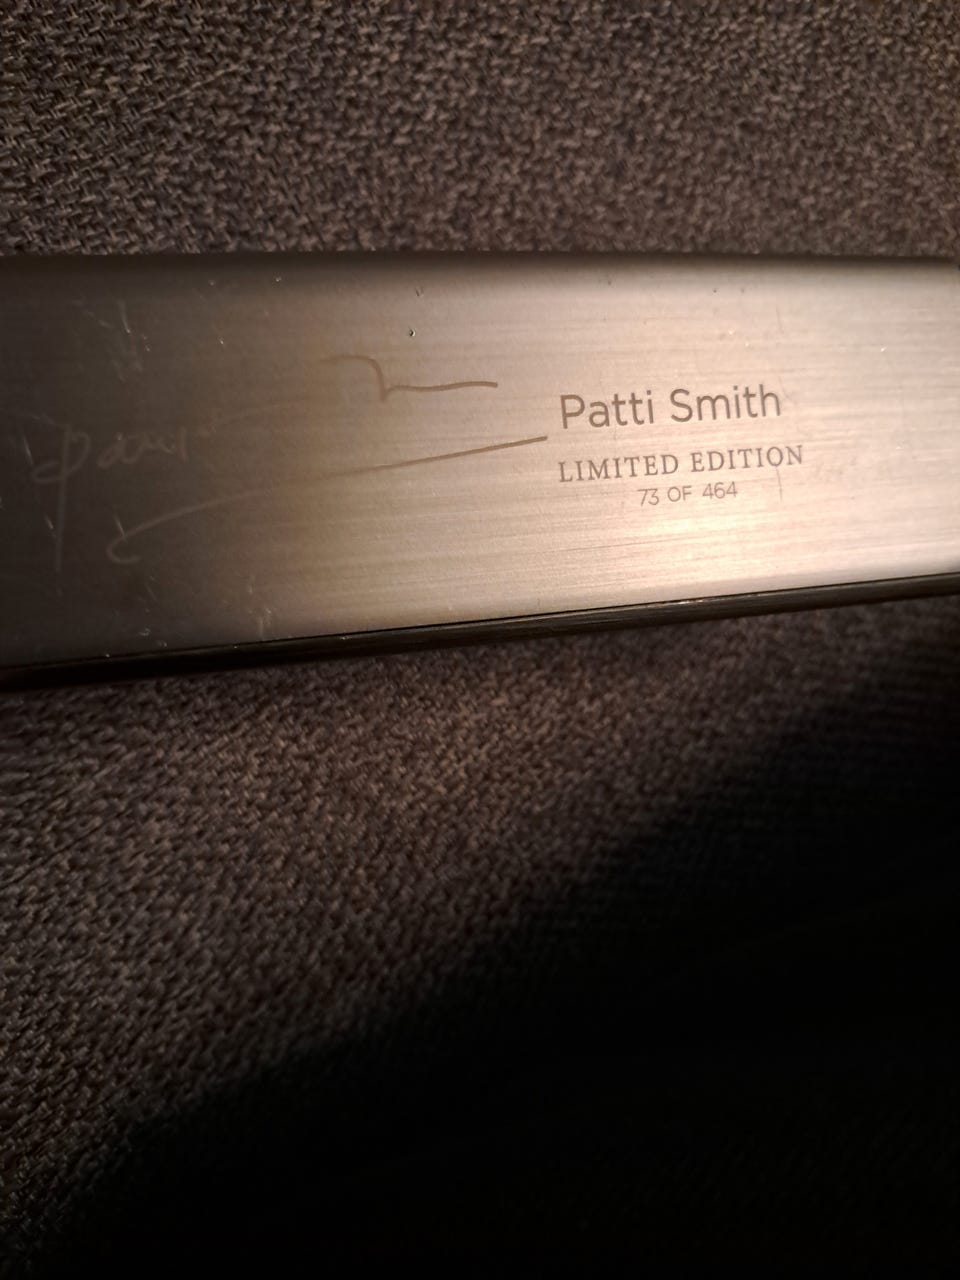 Patti Smith
LIMITED EDITION
73 OF 464